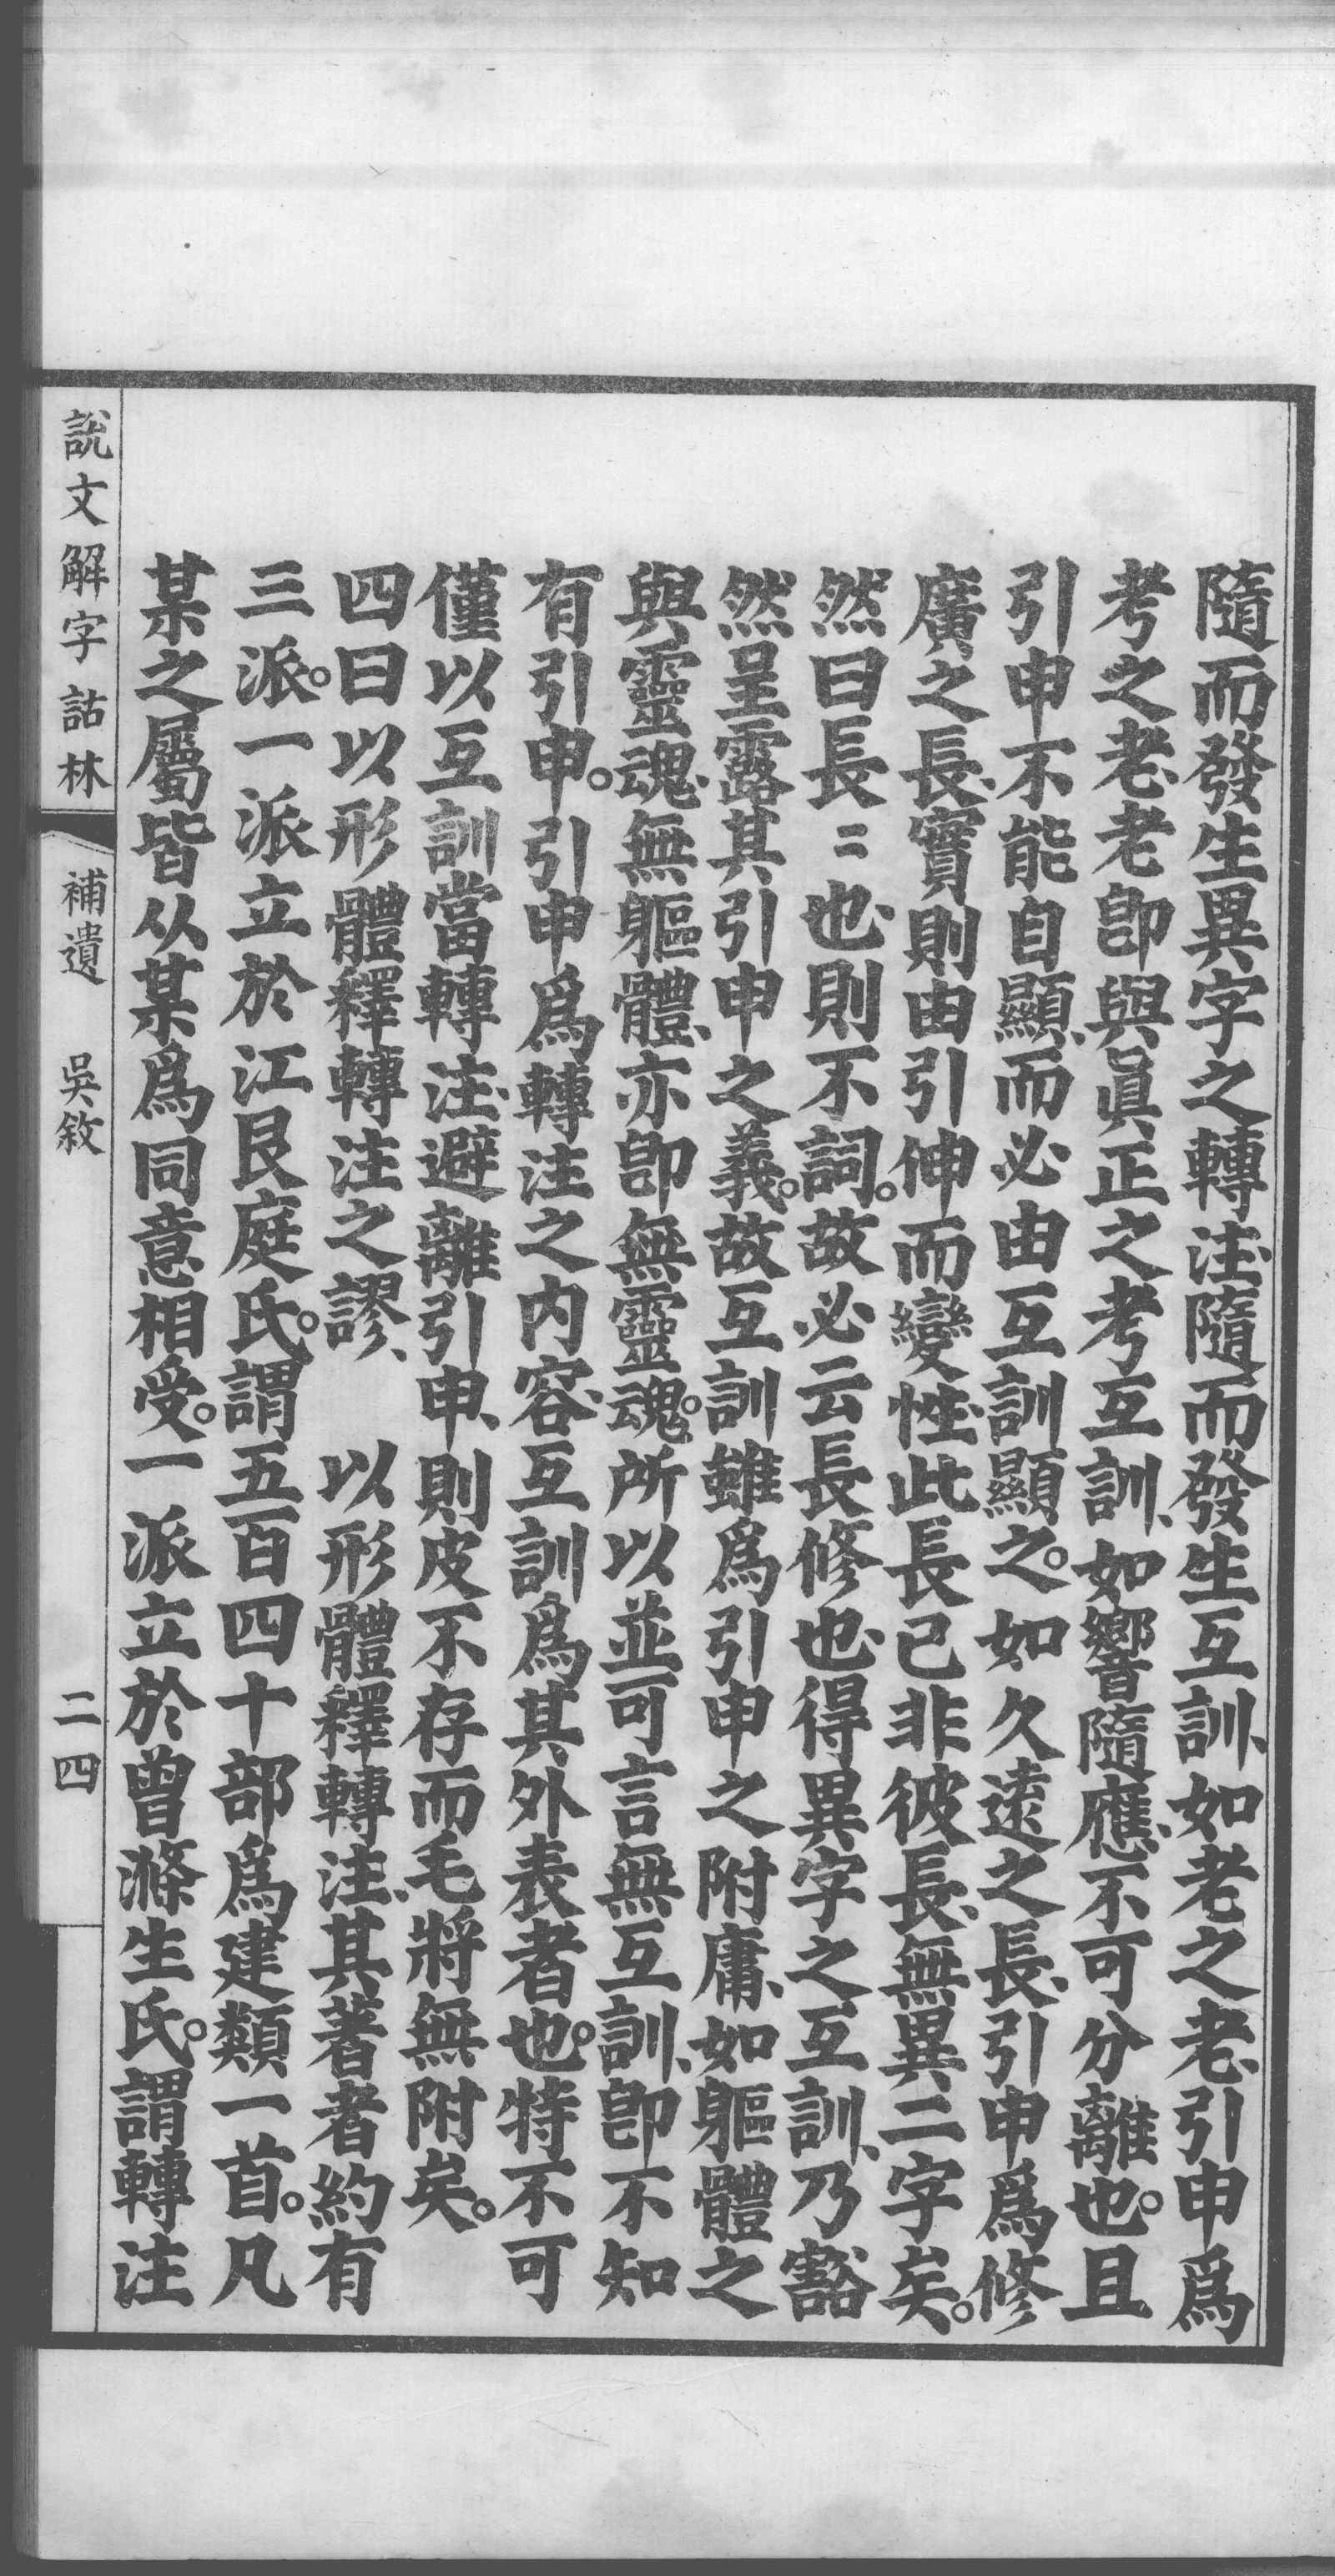 隨而發生異字之轉注、隨而發生互訓、如老之老、引申爲
考之老、老卽與眞正之考互訓、如響隨應、不可分離也。且
引申不能自顯、而必由互訓顯之。如久遠之長、引申爲修
廣之長、實則由引伸而變性、此長已非彼長、無異二字矣。
然曰長〻也、則不詞。故必云長修也、得異字之互訓、乃豁
然呈露其引申之義。故互訓雖爲引申之附庸、如軀體之
與靈魂、無軀體、亦卽無靈魂。所以並可言無互訓、卽不知
有引申。引申爲轉注之内容、互訓爲其外表者也。特不可
僅以互訓當轉注、避離引申、則皮不存而毛將無附矣。
四曰以形體釋轉注之謬、　以形體釋轉注、其著者約有
三派。一派立於江艮庭氏。謂五百四十部爲建類一首。凡
某之屬皆从某爲同意相受。一派立於曾滌生氏。謂轉注
說文解字詁林　補遺　吳敘　二四